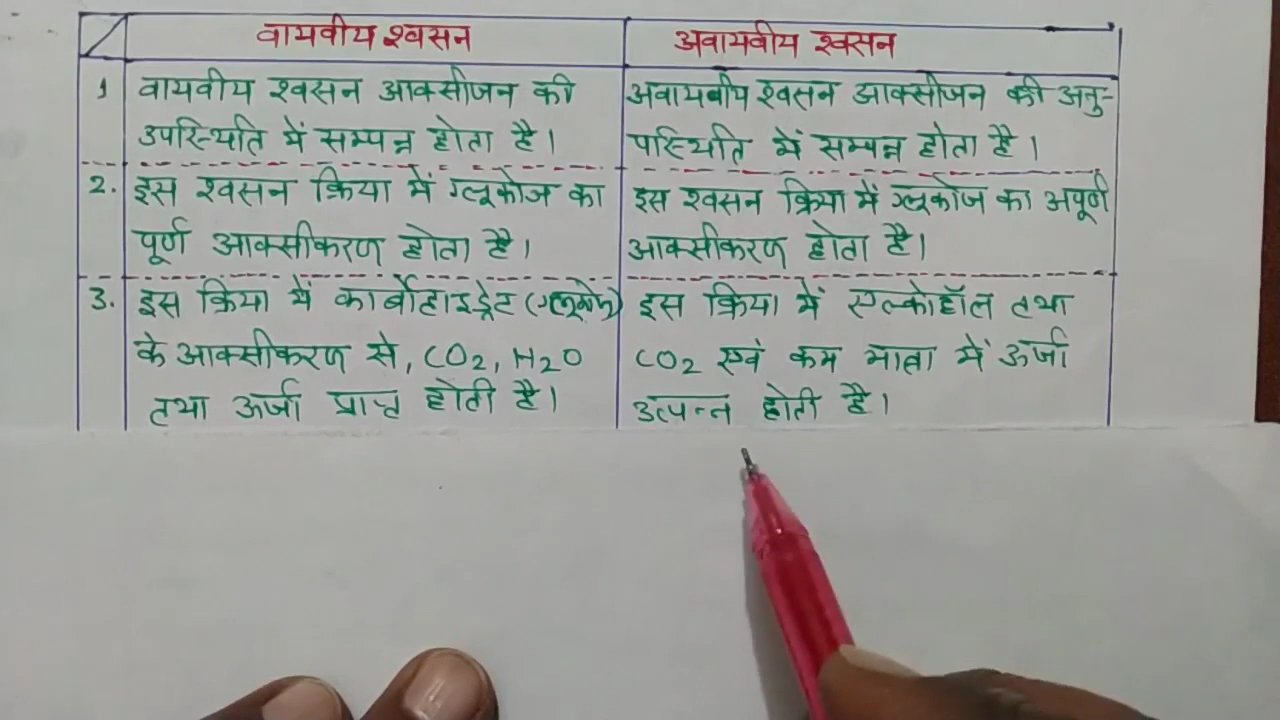 वायवीय श्वसन
अवायवीय श्वसन
1 वायवीय श्वसन आक्सीजन की
उपस्थिति में सम्पन्न होता है।
अवायवीय श्वसन आक्सीजन की अनु-
पस्थिति में सम्पन्न होता है।
2. इस श्वसन क्रिया में ग्लूकोज का
पूर्ण आक्सीकरण होता है।
इस श्वसन क्रिया में ग्लूकोज का अपूर्ण
आक्सीकरण होता है।
3. इस क्रिया में कार्बोहाइड्रेट (ग्लूकोज)
के आक्सीकरण से, CO2, H2O
तथा ऊर्जा प्राप्त होती है।
इस क्रिया में एल्कोहॉल तथा
CO2 एवं कम मात्रा में ऊर्जा
उत्पन्न होती है।